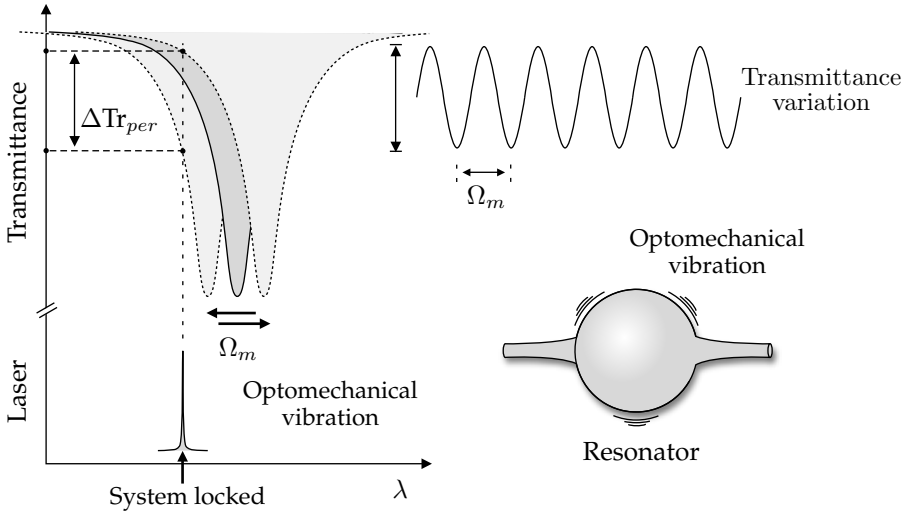 Transmittance
ΔTr_per
Transmittance
variation
Ω_m
Optomechanical
vibration
Ω_m
Laser
Optomechanical
vibration
Resonator
System locked
λ